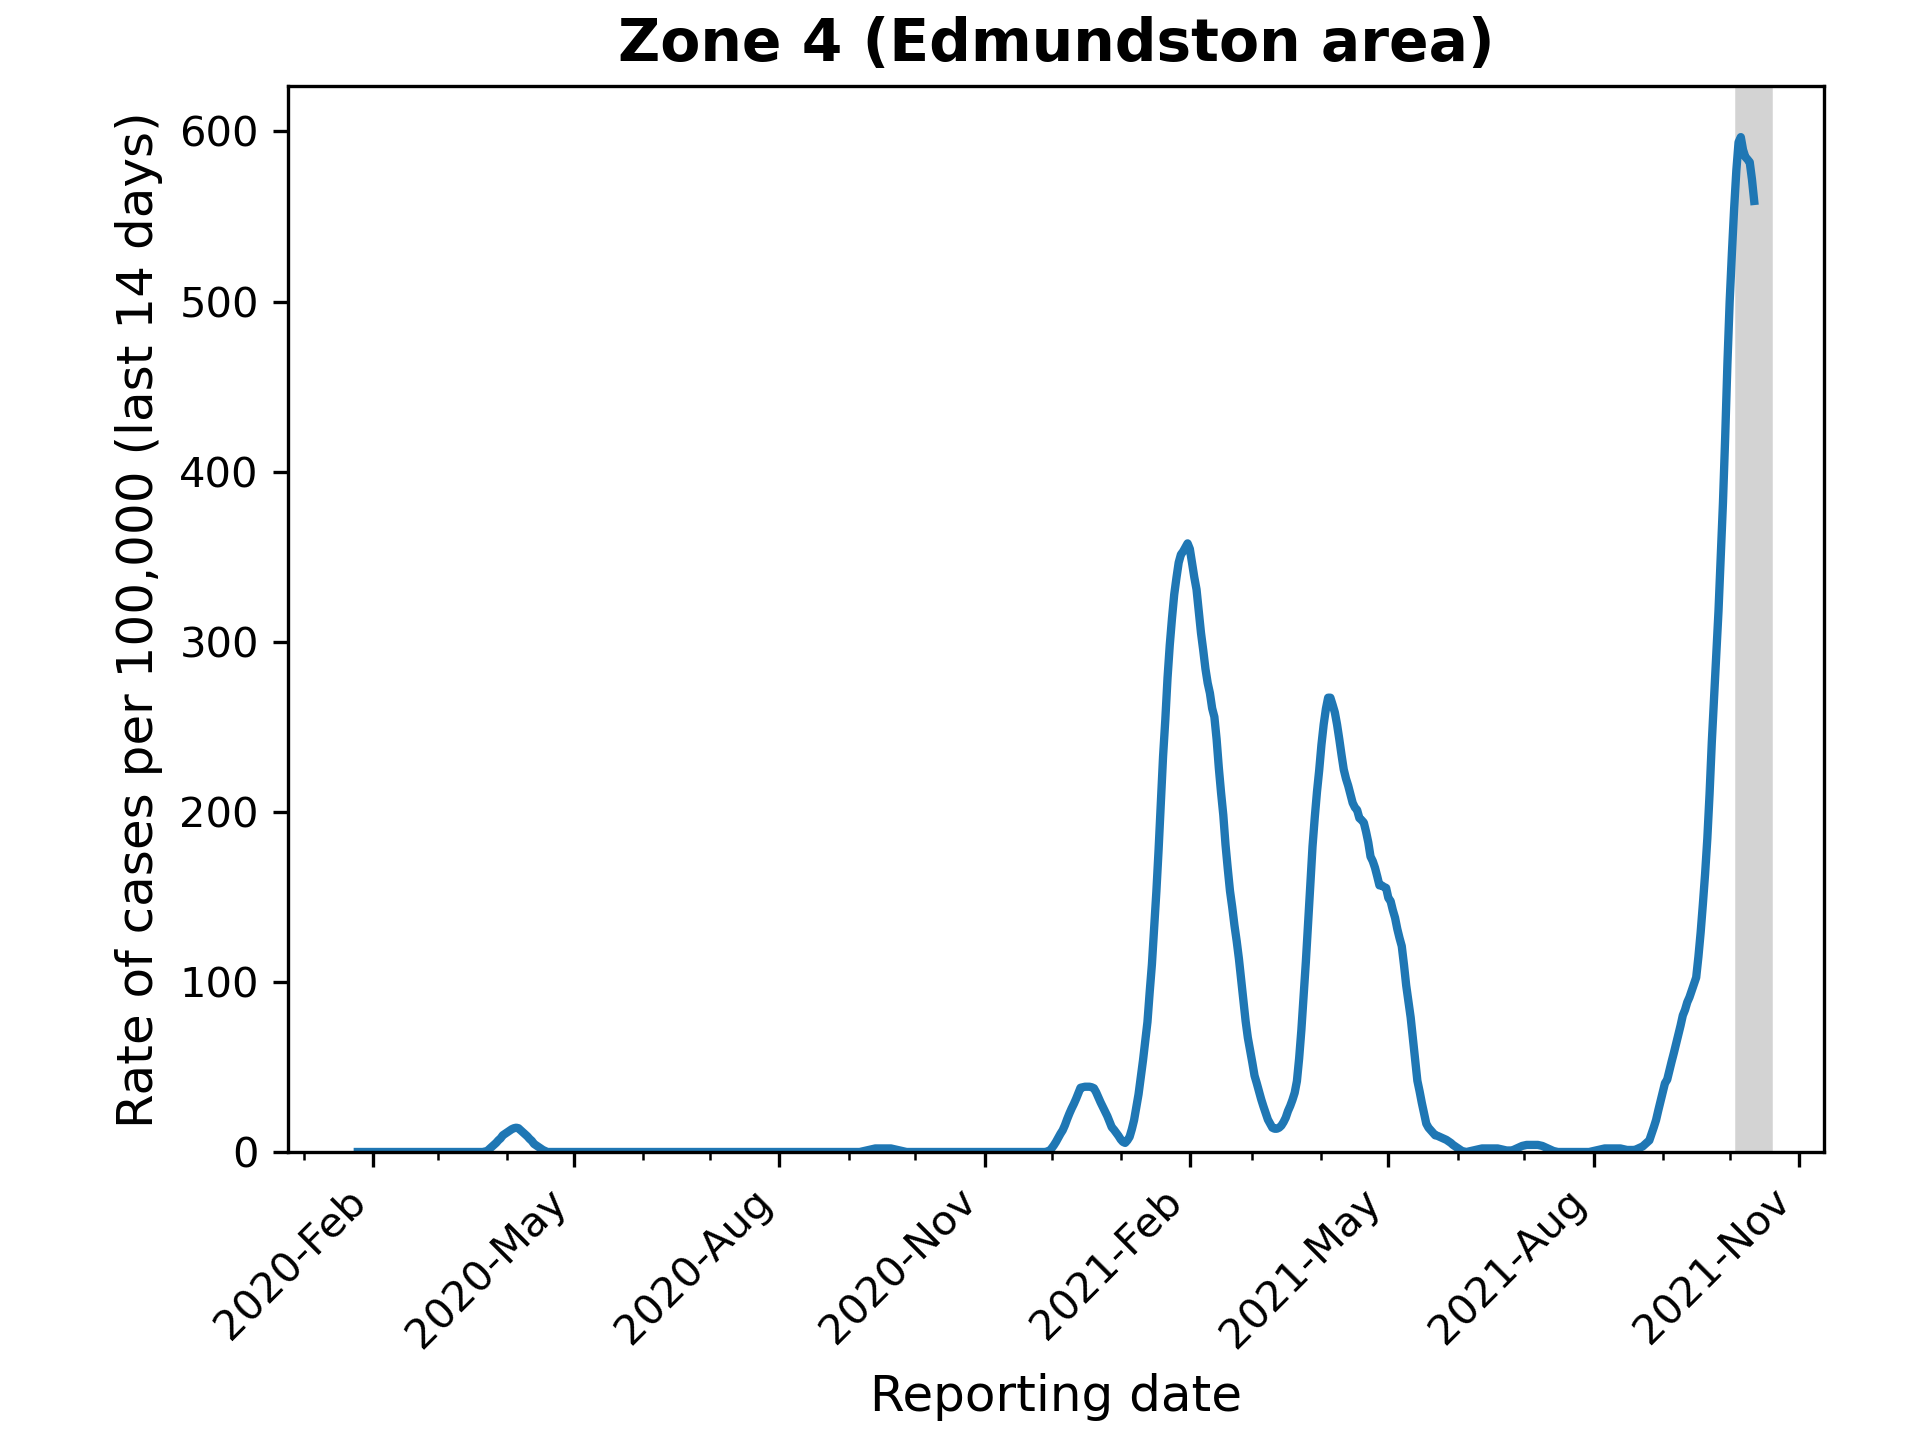 Zone 4 (Edmundston area)
Rate of cases per 100,000 (last 14 days)
600
500
400
300
200
100
0
2020-Feb
2020-May
2020-Aug
2020-Nov
2021-Feb
2021-May
2021-Aug
2021-Nov
Reporting date